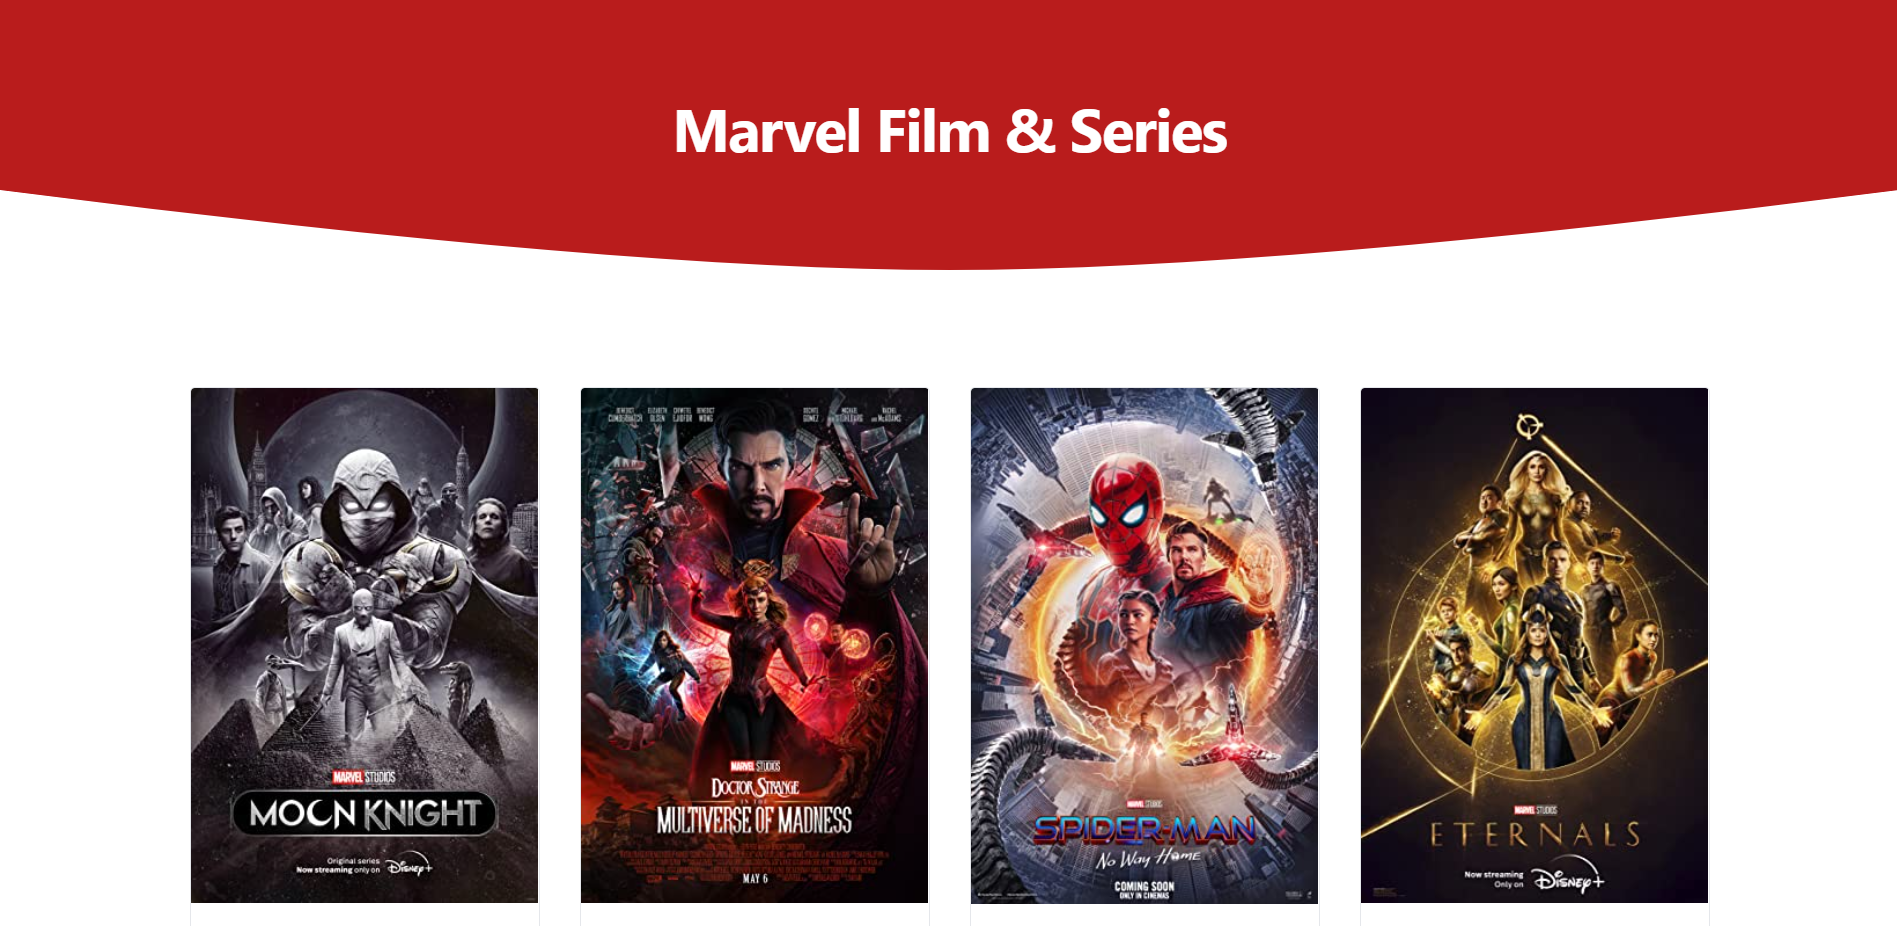 Marvel Film & Series
MARVEL STUDIOS
MOON KNIGHT
Original series
Now streaming only on Disney+
BENEDICT CUMBERBATCH ELIZABETH OLSEN CHIWETEL EJIOFOR BENEDICT WONG XOCHITL GOMEZ MICHAEL STUHLBARG AND RACHEL McADAMS
MARVEL STUDIOS
DOCTOR STRANGE
IN THE
MULTIVERSE OF MADNESS
MAY 6
MARVEL STUDIOS
SPIDER-MAN
No Way Home
COMING SOON
ONLY IN CINEMAS
MARVEL STUDIOS
ETERNALS
Now streaming
Only on Disney+